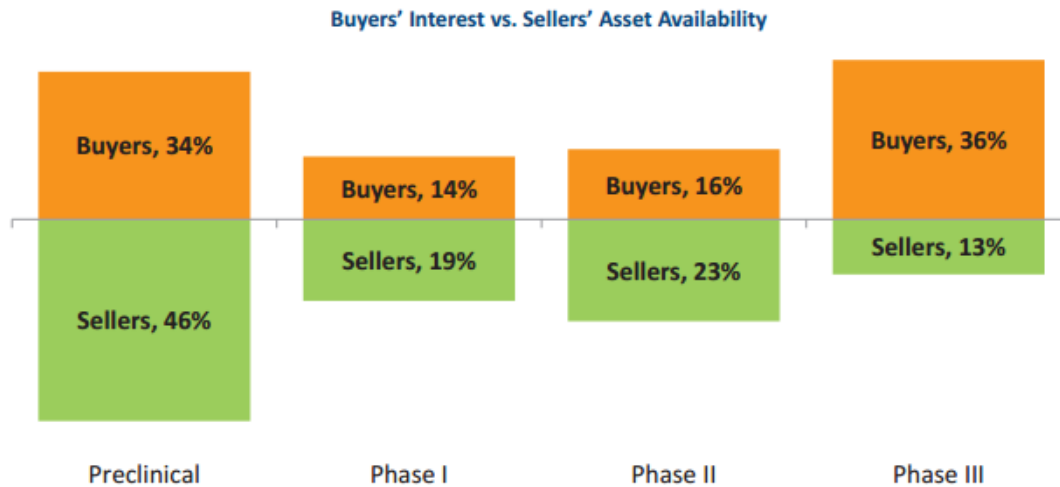 Buyers’ Interest vs. Sellers’ Asset Availability
Buyers, 34%
Buyers, 14%
Buyers, 16%
Buyers, 36%
Sellers, 46%
Sellers, 19%
Sellers, 23%
Sellers, 13%
Preclinical
Phase I
Phase II
Phase III